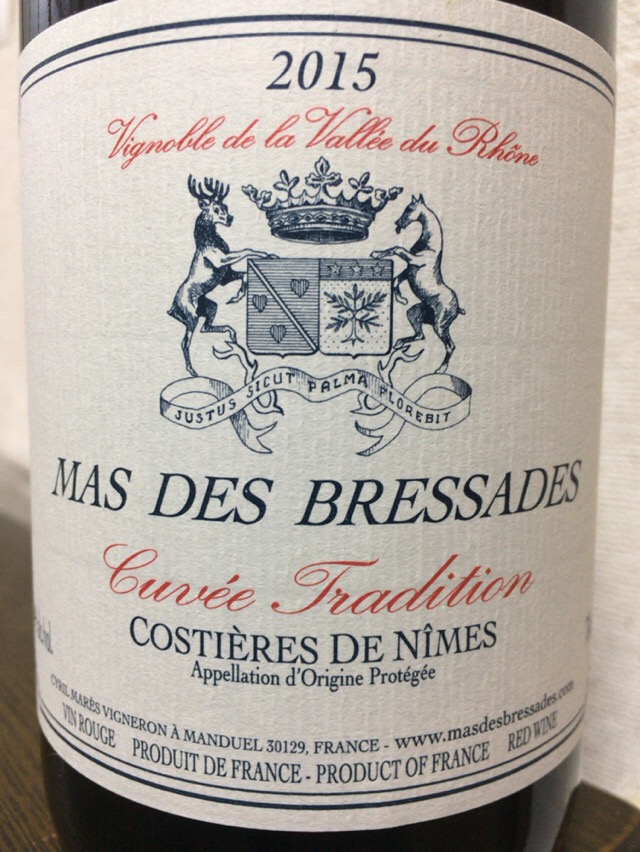 2015
Vignoble de la Vallée du Rhône
JUSTUS SICUT PALMA FLOREBIT
MAS DES BRESSADES
Cuvée Tradition
COSTIÈRES DE NÎMES
Appellation d'Origine Protégée
CYRIL MARÈS VIGNERON À MANDUEL 30129, FRANCE - www.masdesbressades.com
VIN ROUGE PRODUIT DE FRANCE - PRODUCT OF FRANCE RED WINE